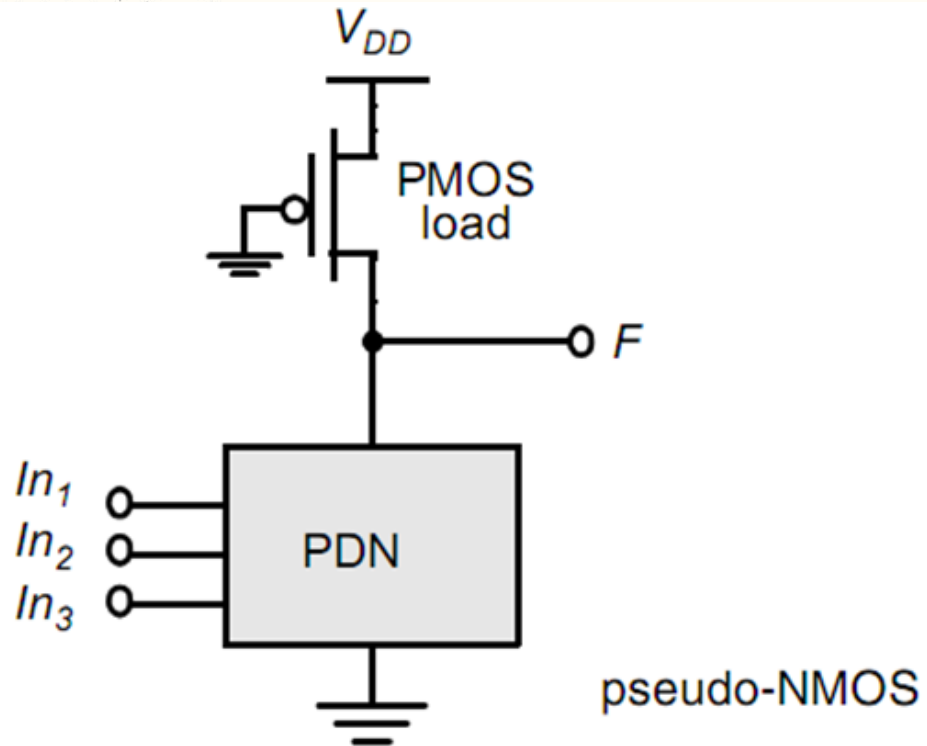 VDD
PMOS
load
F
In1
In2
In3
PDN
pseudo-NMOS